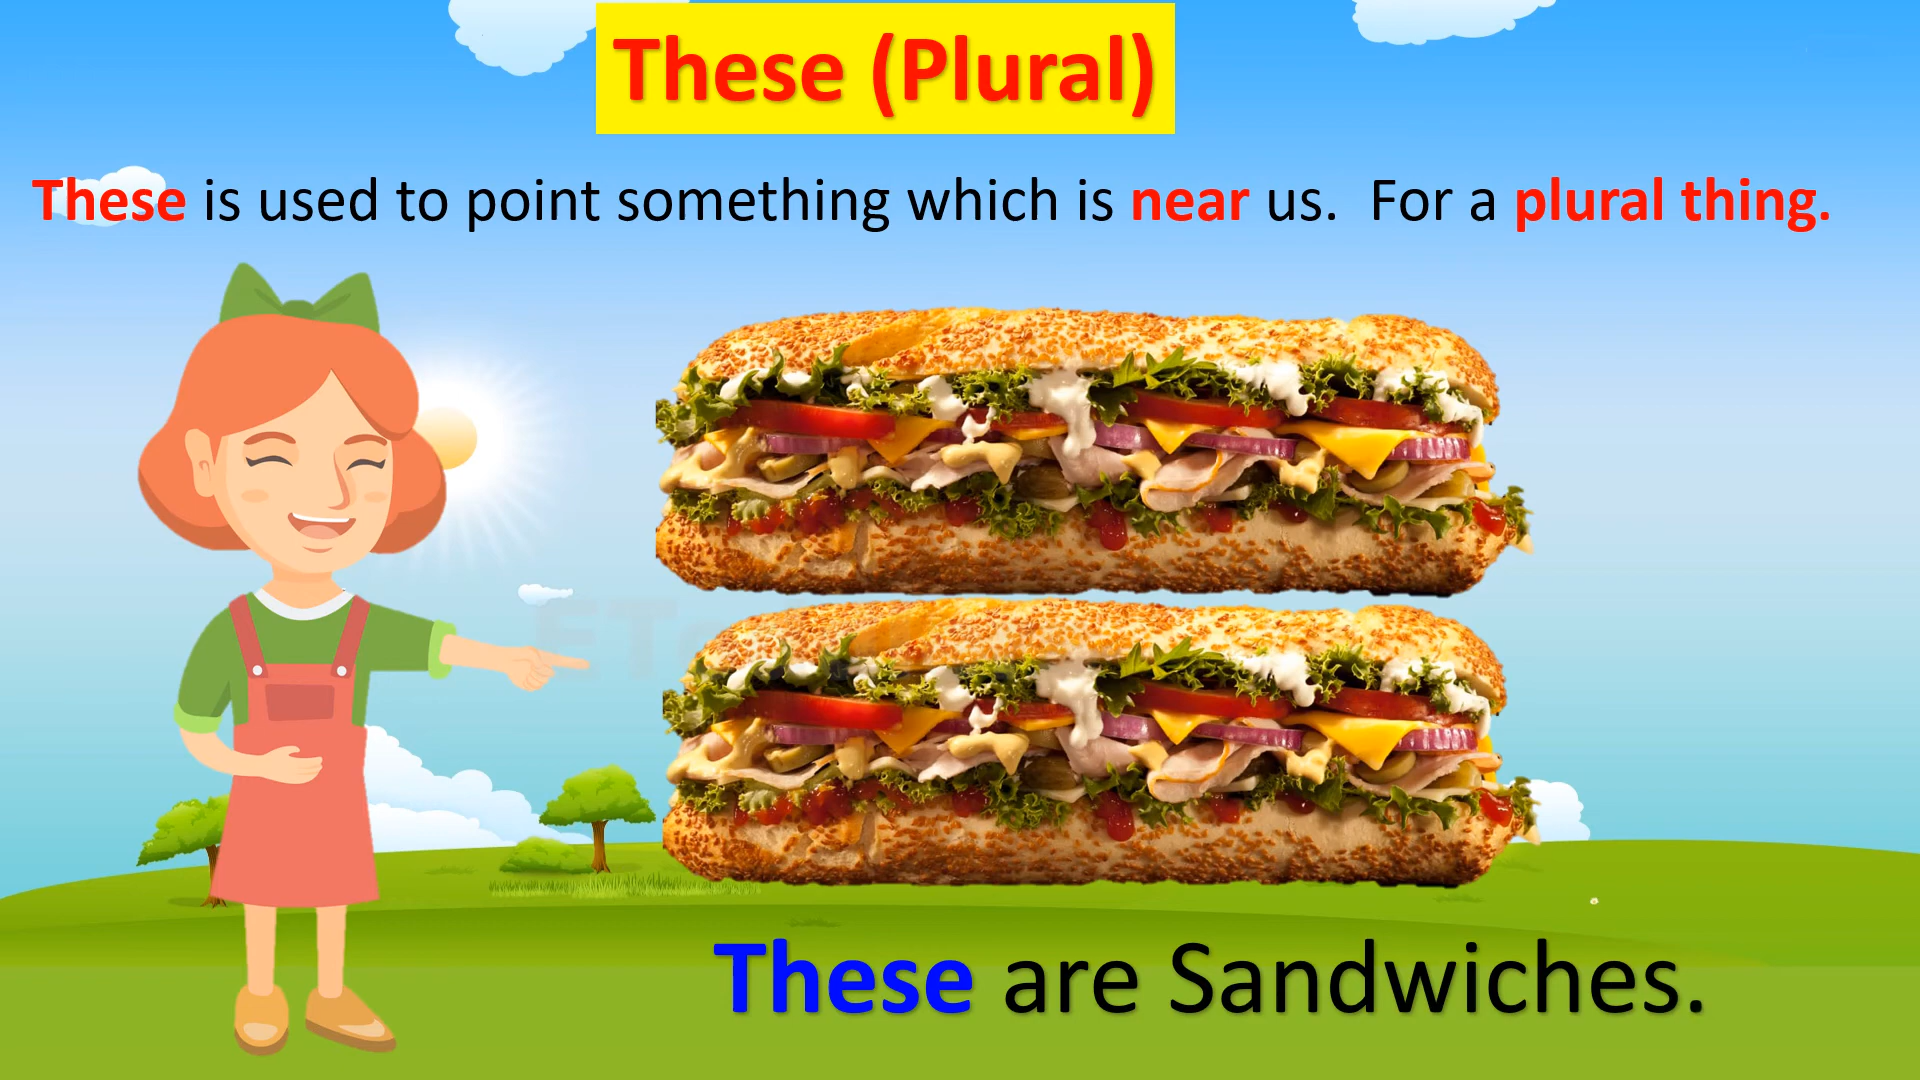 These (Plural)
These is used to point something which is near us. For a plural thing.
These are Sandwiches.